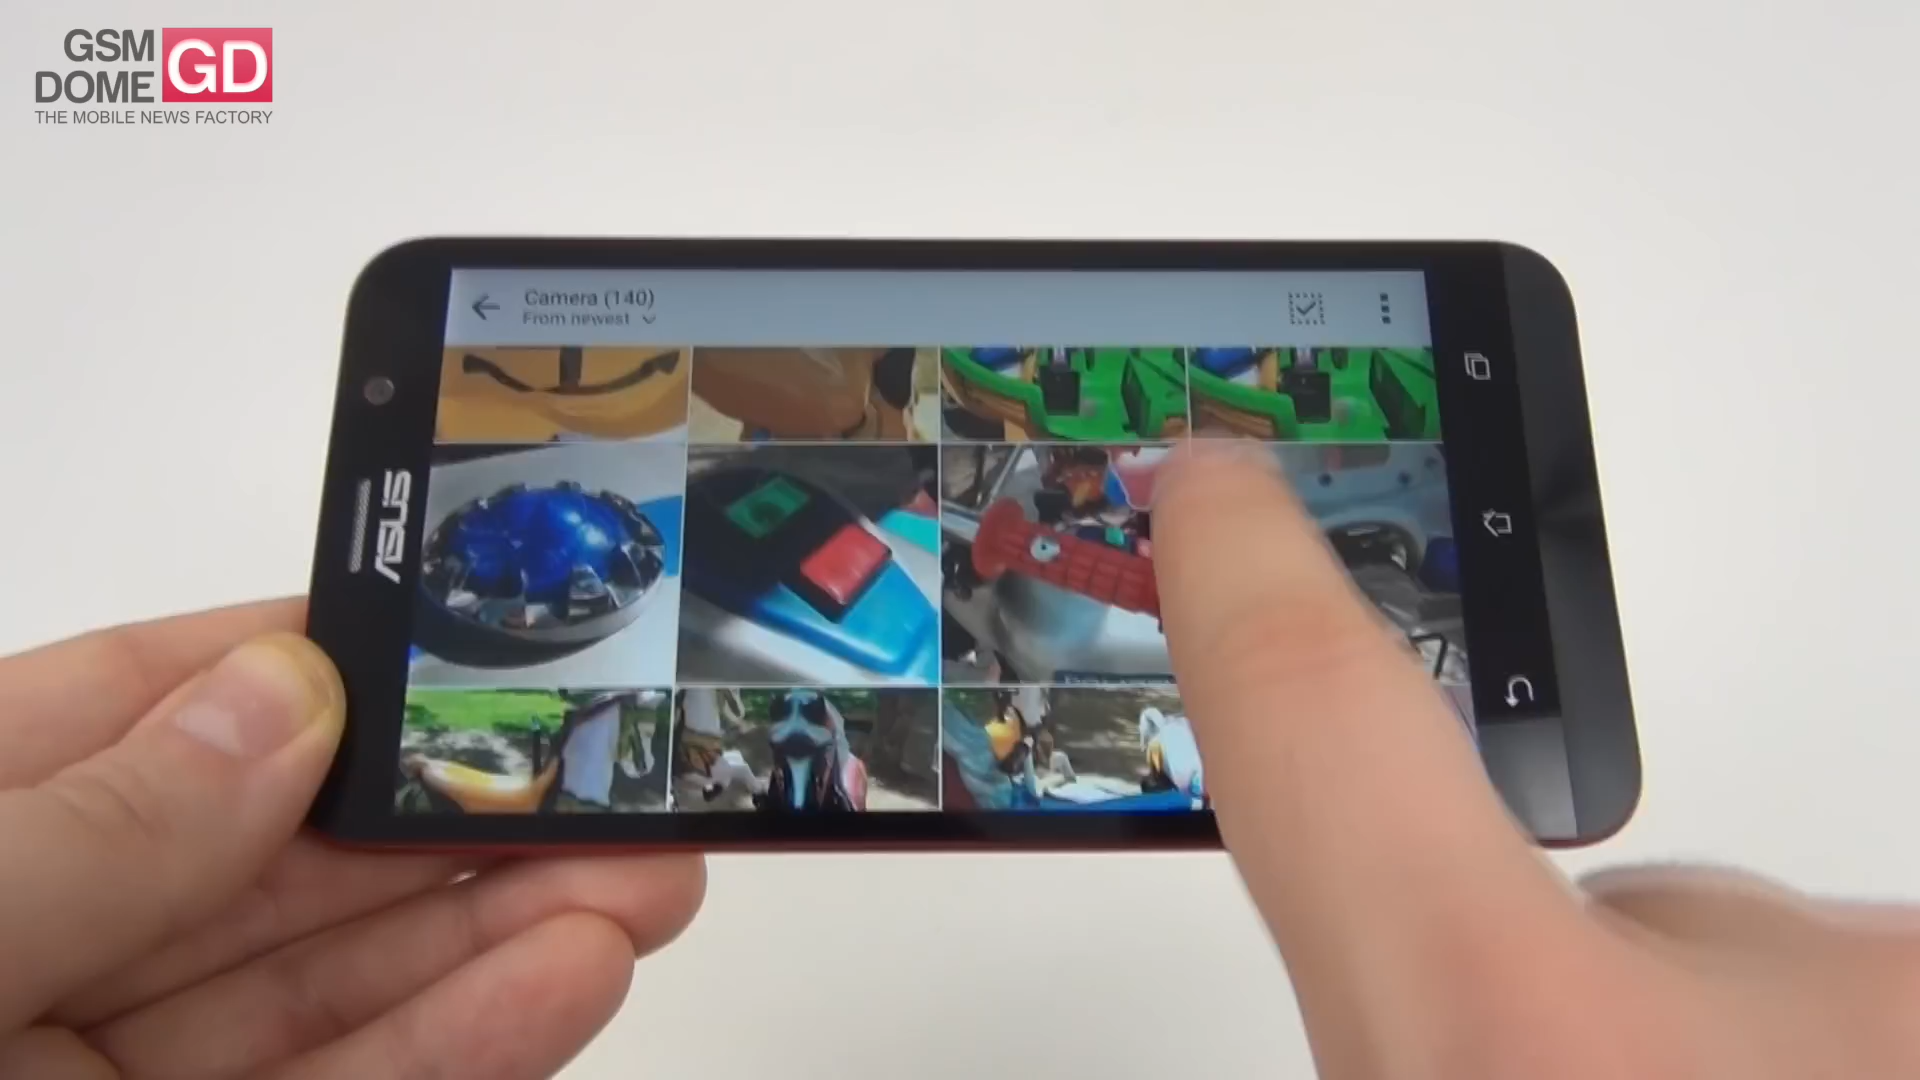 GSM
DOME
GD
THE MOBILE NEWS FACTORY
Camera (140)
From newest
ASUS